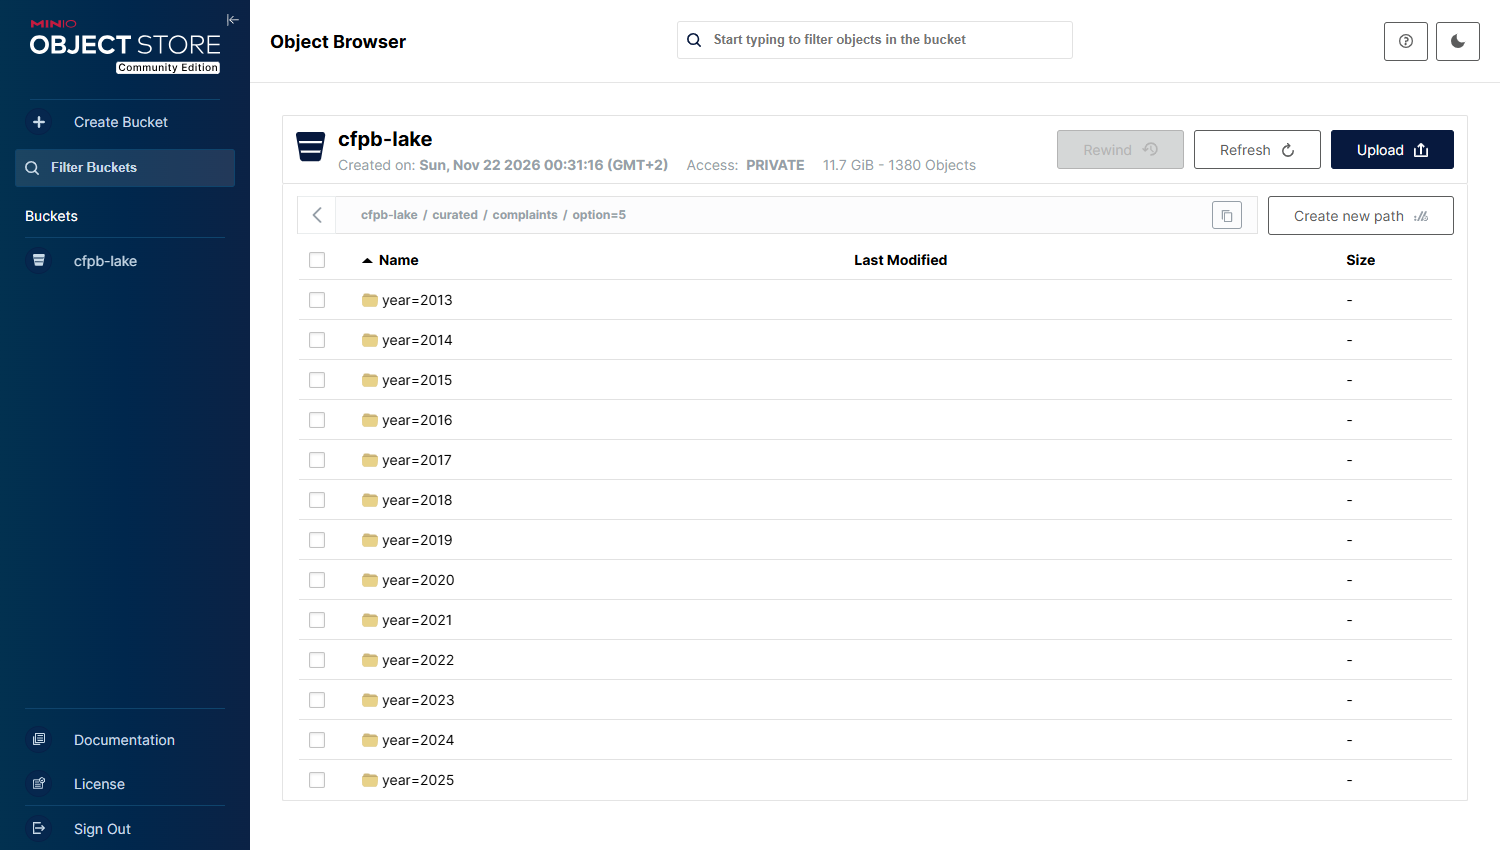 MINIO
OBJECT STORE
Community Edition
Create Bucket
Filter Buckets
Buckets
cfpb-lake
Documentation
License
Sign Out
Object Browser
Start typing to filter objects in the bucket
cfpb-lake
Created on: Sun, Nov 22 2026 00:31:16 (GMT+2) Access: PRIVATE 11.7 GiB - 1380 Objects
Rewind
Refresh
Upload
cfpb-lake / curated / complaints / option=5
Create new path
Name Last Modified Size
year=2013 -
year=2014 -
year=2015 -
year=2016 -
year=2017 -
year=2018 -
year=2019 -
year=2020 -
year=2021 -
year=2022 -
year=2023 -
year=2024 -
year=2025 -